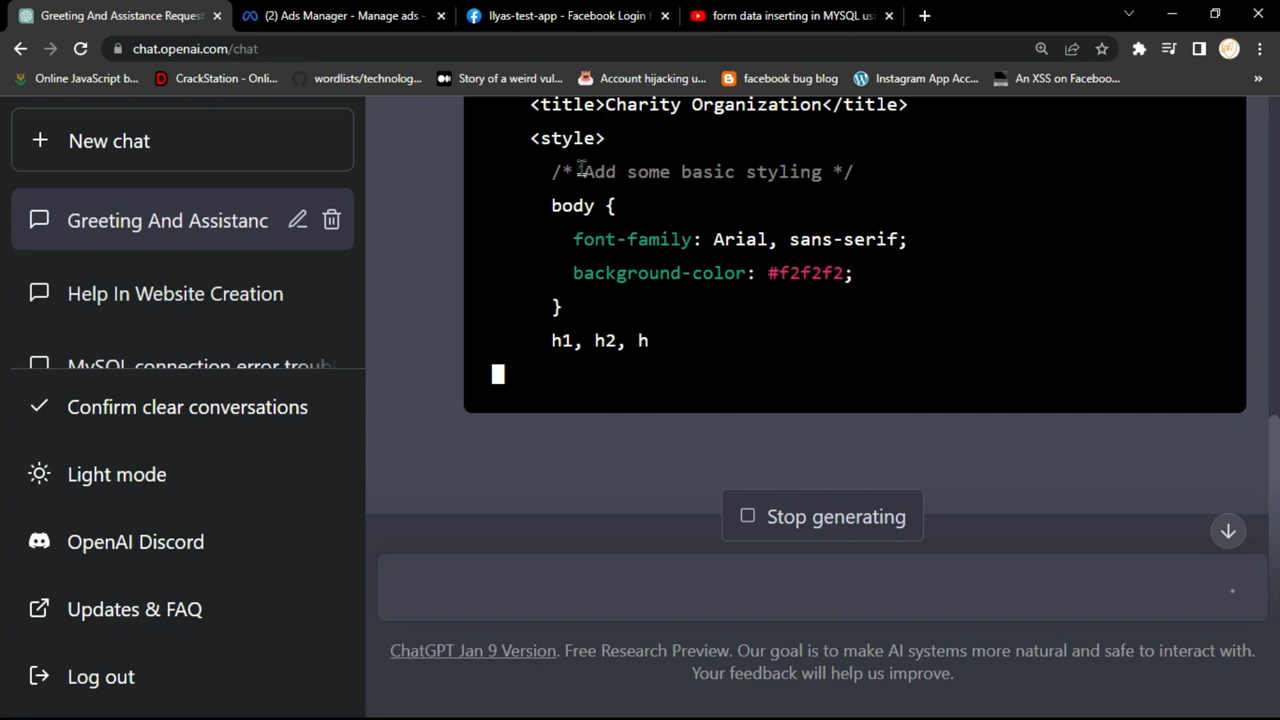 Greeting And Assistance Request
Ads Manager - Manage ads -
Ilyas-test-app - Facebook Login f
form data inserting in MYSQL usi
chat.openai.com/chat
Online JavaScript b...
CrackStation - Onli...
wordlists/technolog...
Story of a weird vul...
Account hijacking u...
facebook bug blog
Instagram App Acc...
An XSS on Faceboo...
»
New chat
Greeting And Assistanc
Help In Website Creation
MySQL connection error troub
Confirm clear conversations
Light mode
OpenAI Discord
Updates & FAQ
Log out
<title>Charity Organization</title>
<style>
/* Add some basic styling */
body {
font-family: Arial, sans-serif;
background-color: #f2f2f2;
}
h1, h2, h
Stop generating
ChatGPT Jan 9 Version. Free Research Preview. Our goal is to make AI systems more natural and safe to interact with.
Your feedback will help us improve.